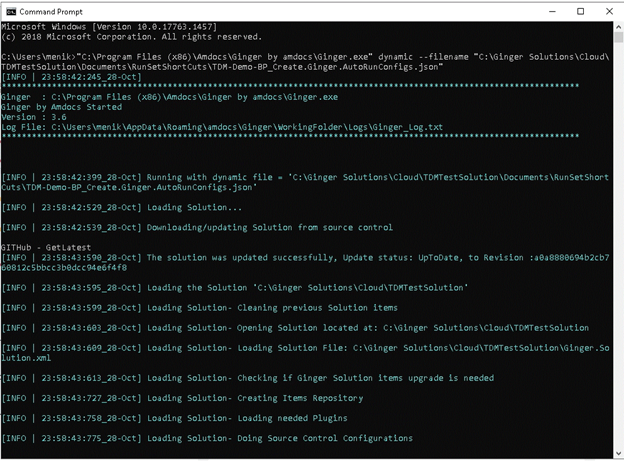 Command Prompt
Microsoft Windows [Version 10.0.17763.1457]
(c) 2018 Microsoft Corporation. All rights reserved.
C:\Users\menik>"C:\Program Files (x86)\Amdocs\Ginger by amdocs\Ginger.exe" dynamic --filename "C:\Ginger Solutions\Cloud\
TDMTestSolution\Documents\RunSetShortCuts\TDM-Demo-BP_Create.Ginger.AutoRunConfigs.json"
[INFO | 23:58:42:245_28-Oct]
******************************************************************************************************
Ginger  : C:\Program Files (x86)\Amdocs\Ginger by amdocs\Ginger.exe
Ginger by Amdocs Started
Version : 3.6
Log File: C:\Users\menik\AppData\Roaming\amdocs\Ginger\WorkingFolder\Logs\Ginger_Log.txt
******************************************************************************************************
[INFO | 23:58:42:399_28-Oct] Running with dynamic file = 'C:\Ginger Solutions\Cloud\TDMTestSolution\Documents\RunSetShort
Cuts\TDM-Demo-BP_Create.Ginger.AutoRunConfigs.json'
[INFO | 23:58:42:529_28-Oct] Loading Solution...
[INFO | 23:58:42:539_28-Oct] Downloading/updating Solution from source control
GITHub - GetLatest
[INFO | 23:58:43:590_28-Oct] The solution was updated successfully, Update status: UpToDate, to Revision :a0a8880694b2cb7
60812c5bbcc3b0dcc94e6f4f8
[INFO | 23:58:43:595_28-Oct] Loading the Solution 'C:\Ginger Solutions\Cloud\TDMTestSolution'
[INFO | 23:58:43:599_28-Oct] Loading Solution- Cleaning previous Solution items
[INFO | 23:58:43:603_28-Oct] Loading Solution- Opening Solution located at: C:\Ginger Solutions\Cloud\TDMTestSolution
[INFO | 23:58:43:609_28-Oct] Loading Solution- Loading Solution File: C:\Ginger Solutions\Cloud\TDMTestSolution\Ginger.So
lution.xml
[INFO | 23:58:43:613_28-Oct] Loading Solution- Checking if Ginger Solution items upgrade is needed
[INFO | 23:58:43:727_28-Oct] Loading Solution- Creating Items Repository
[INFO | 23:58:43:758_28-Oct] Loading Solution- Loading needed Plugins
[INFO | 23:58:43:775_28-Oct] Loading Solution- Doing Source Control Configurations